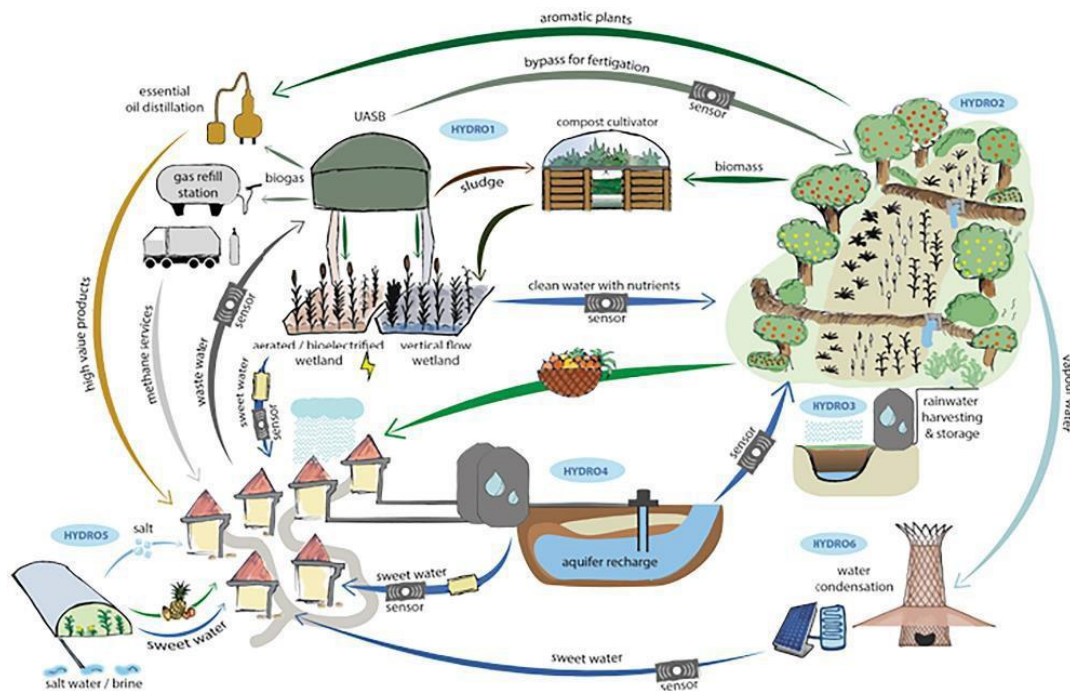 aromatic plants
bypass for fertigation
sensor
essential
oil distillation
UASB
HYDRO1
compost cultivator
HYDRO2
biogas
sludge
biomass
gas refill
station
clean water with nutrients
sensor
aerated / bioelectrified
wetland
vertical flow
wetland
high value products
methane services
waste water
sensor
sweet water
sensor
vapour water
HYDRO3
rainwater
harvesting
& storage
sensor
HYDRO4
aquifer recharge
HYDRO5
salt
sweet water
sensor
HYDRO6
water
condensation
sweet water
salt water / brine
sweet water
sensor